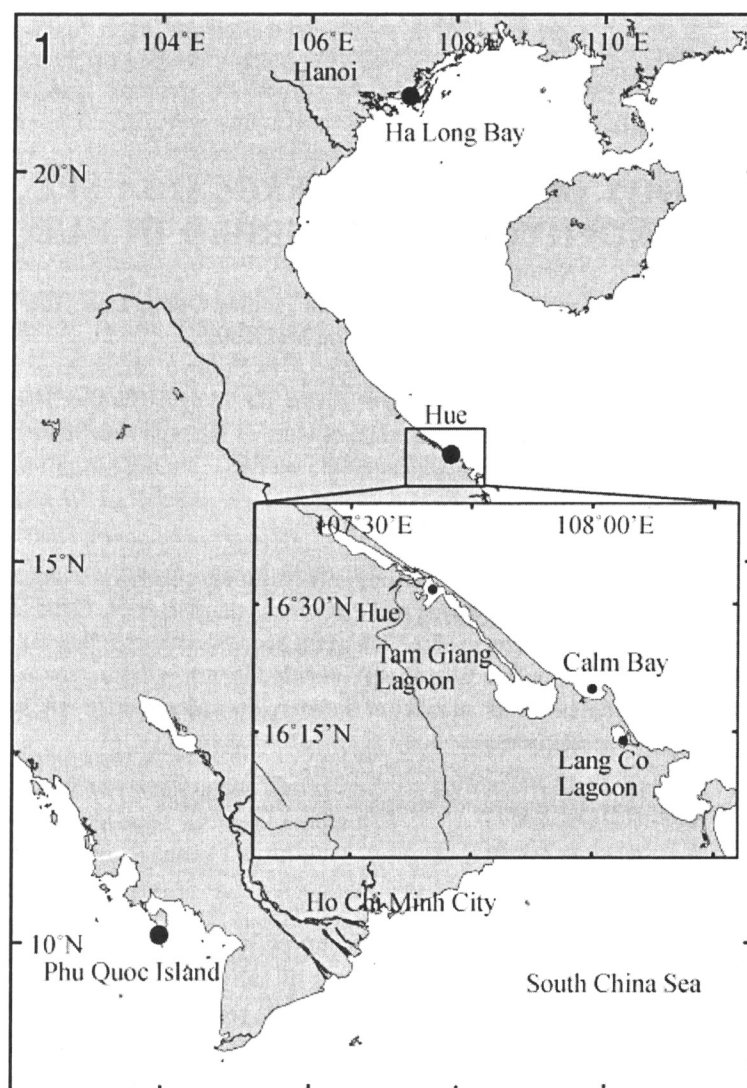 1
104°E 106°E 108°E 110°E
Hanoi
Ha Long Bay
20°N
Hue
107°30'E 108°00'E
15°N
16°30'N
Hue
Tam Giang
Lagoon
Calm Bay
16°15'N
Lang Co
Lagoon
Ho Chi Minh City
10°N
Phu Quoc Island
South China Sea